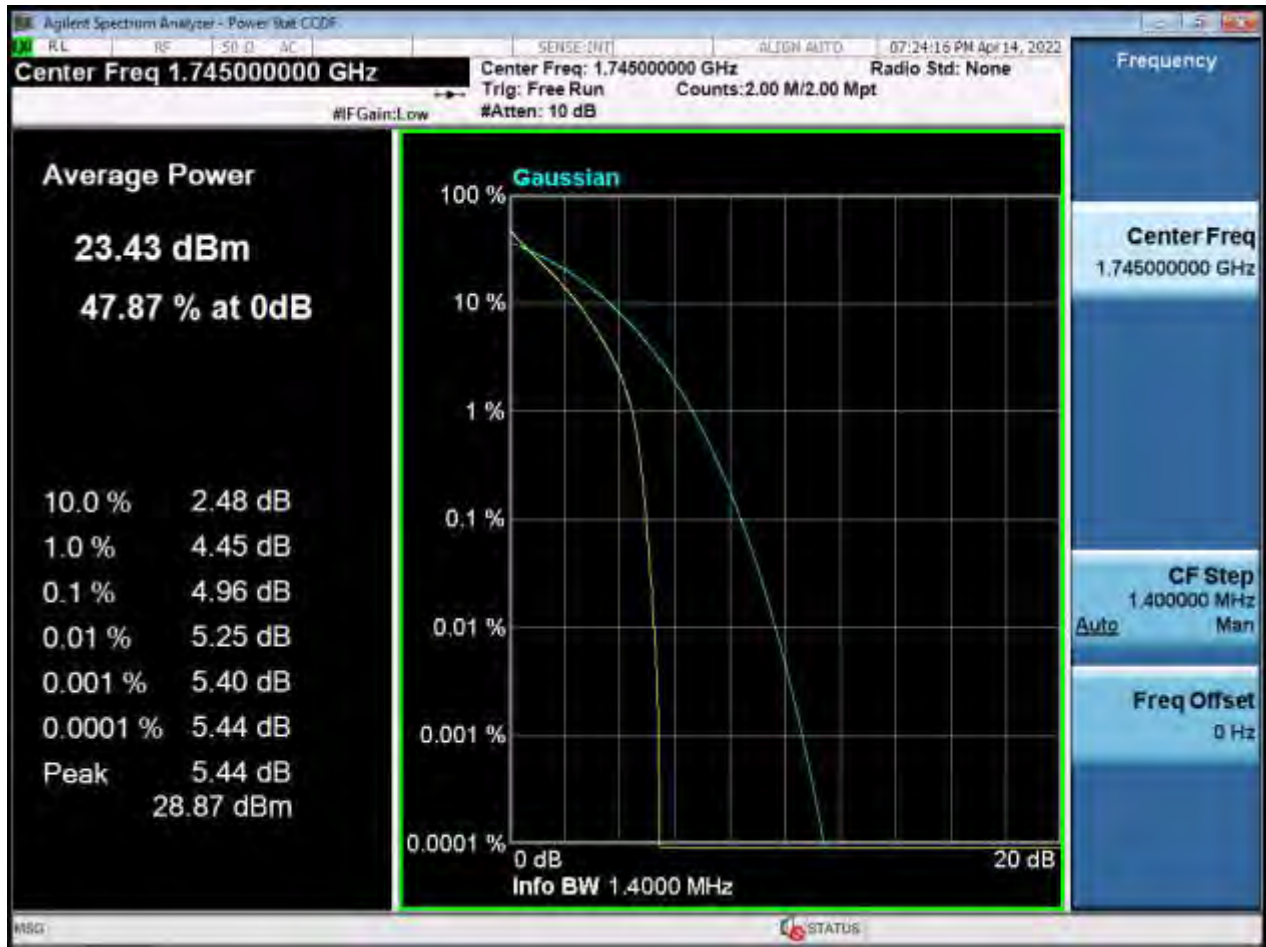 Agilent Spectrum Analyzer - Power Stat CCDF
RL RF 50 Ω AC SENSE:INT ALIGN AUTO 07:24:16 PM Apr 14, 2022
Center Freq 1.745000000 GHz
Center Freq: 1.745000000 GHz Radio Std: None
Trig: Free Run Counts:2.00 M/2.00 Mpt
#IFGain:Low #Atten: 10 dB
Average Power
23.43 dBm
47.87 % at 0dB
10.0 % 2.48 dB
1.0 % 4.45 dB
0.1 % 4.96 dB
0.01 % 5.25 dB
0.001 % 5.40 dB
0.0001 % 5.44 dB
Peak 5.44 dB
28.87 dBm
Gaussian
100 %
10 %
1 %
0.1 %
0.01 %
0.001 %
0.0001 %
0 dB 20 dB
Info BW 1.4000 MHz
Frequency
Center Freq
1.745000000 GHz
CF Step
1.400000 MHz
Auto Man
Freq Offset
0 Hz
MSG STATUS